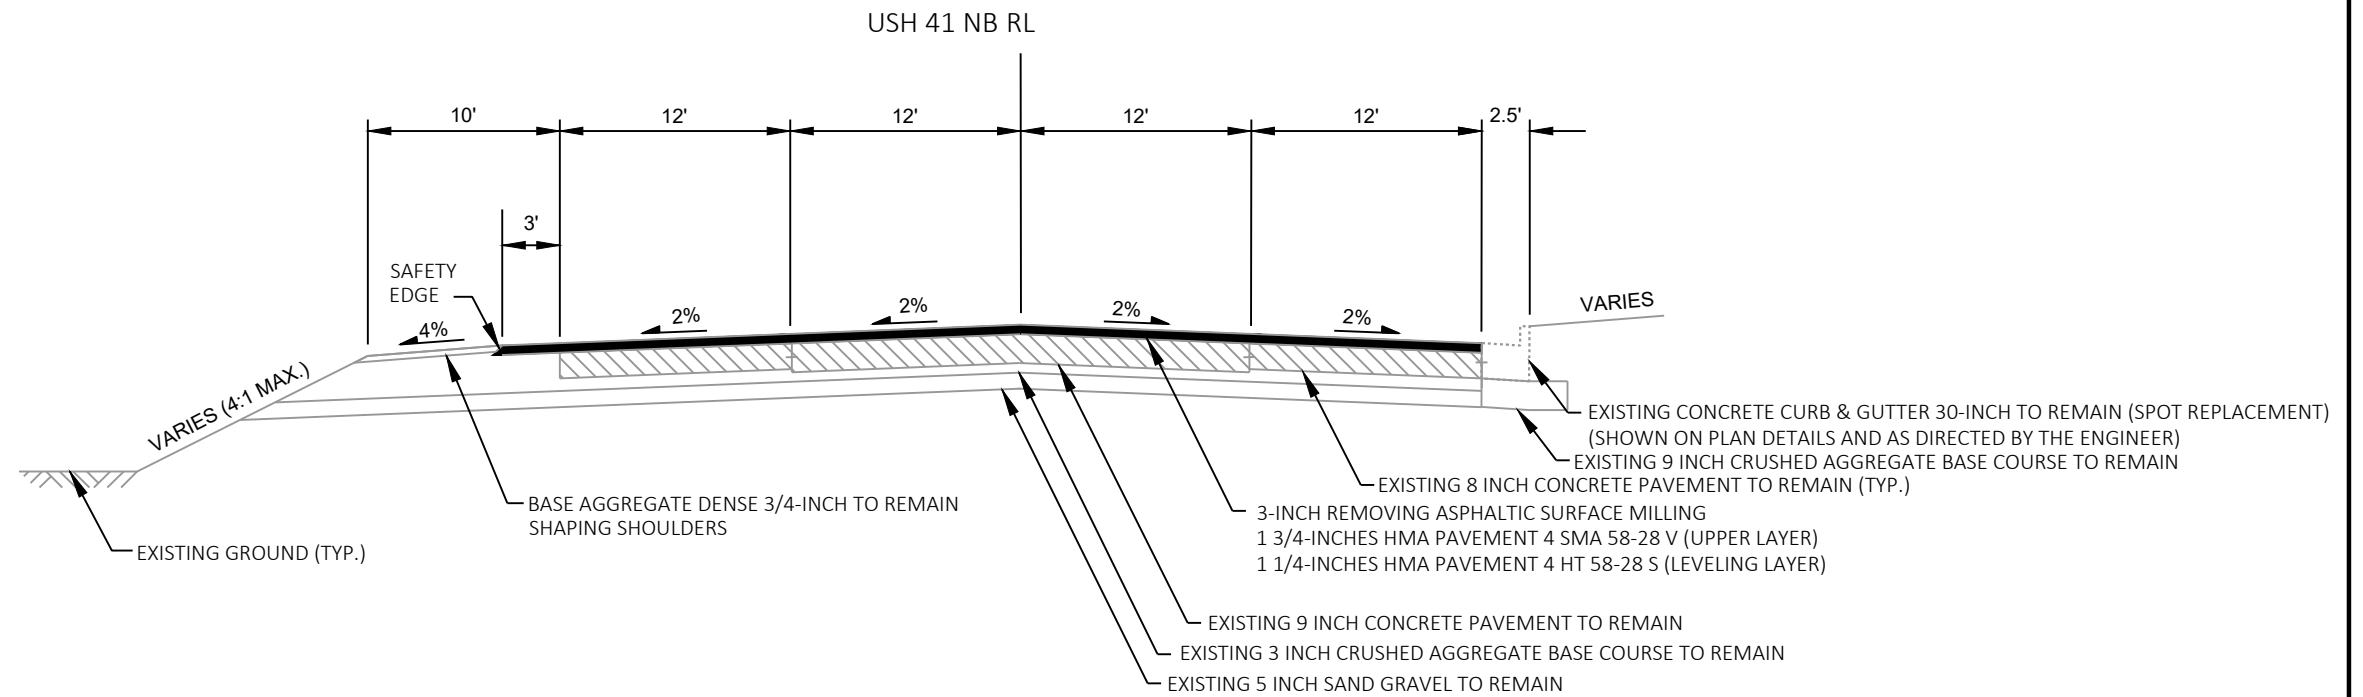 USH 41 NB RL
10'
12'
12'
12'
12'
2.5'
3'
SAFETY
EDGE
4%
2%
2%
2%
2%
VARIES
VARIES (4:1 MAX.)
EXISTING CONCRETE CURB & GUTTER 30-INCH TO REMAIN (SPOT REPLACEMENT)
(SHOWN ON PLAN DETAILS AND AS DIRECTED BY THE ENGINEER)
EXISTING 9 INCH CRUSHED AGGREGATE BASE COURSE TO REMAIN
EXISTING 8 INCH CONCRETE PAVEMENT TO REMAIN (TYP.)
BASE AGGREGATE DENSE 3/4-INCH TO REMAIN
SHAPING SHOULDERS
3-INCH REMOVING ASPHALTIC SURFACE MILLING
1 3/4-INCHES HMA PAVEMENT 4 SMA 58-28 V (UPPER LAYER)
1 1/4-INCHES HMA PAVEMENT 4 HT 58-28 S (LEVELING LAYER)
EXISTING GROUND (TYP.)
EXISTING 9 INCH CONCRETE PAVEMENT TO REMAIN
EXISTING 3 INCH CRUSHED AGGREGATE BASE COURSE TO REMAIN
EXISTING 5 INCH SAND GRAVEL TO REMAIN